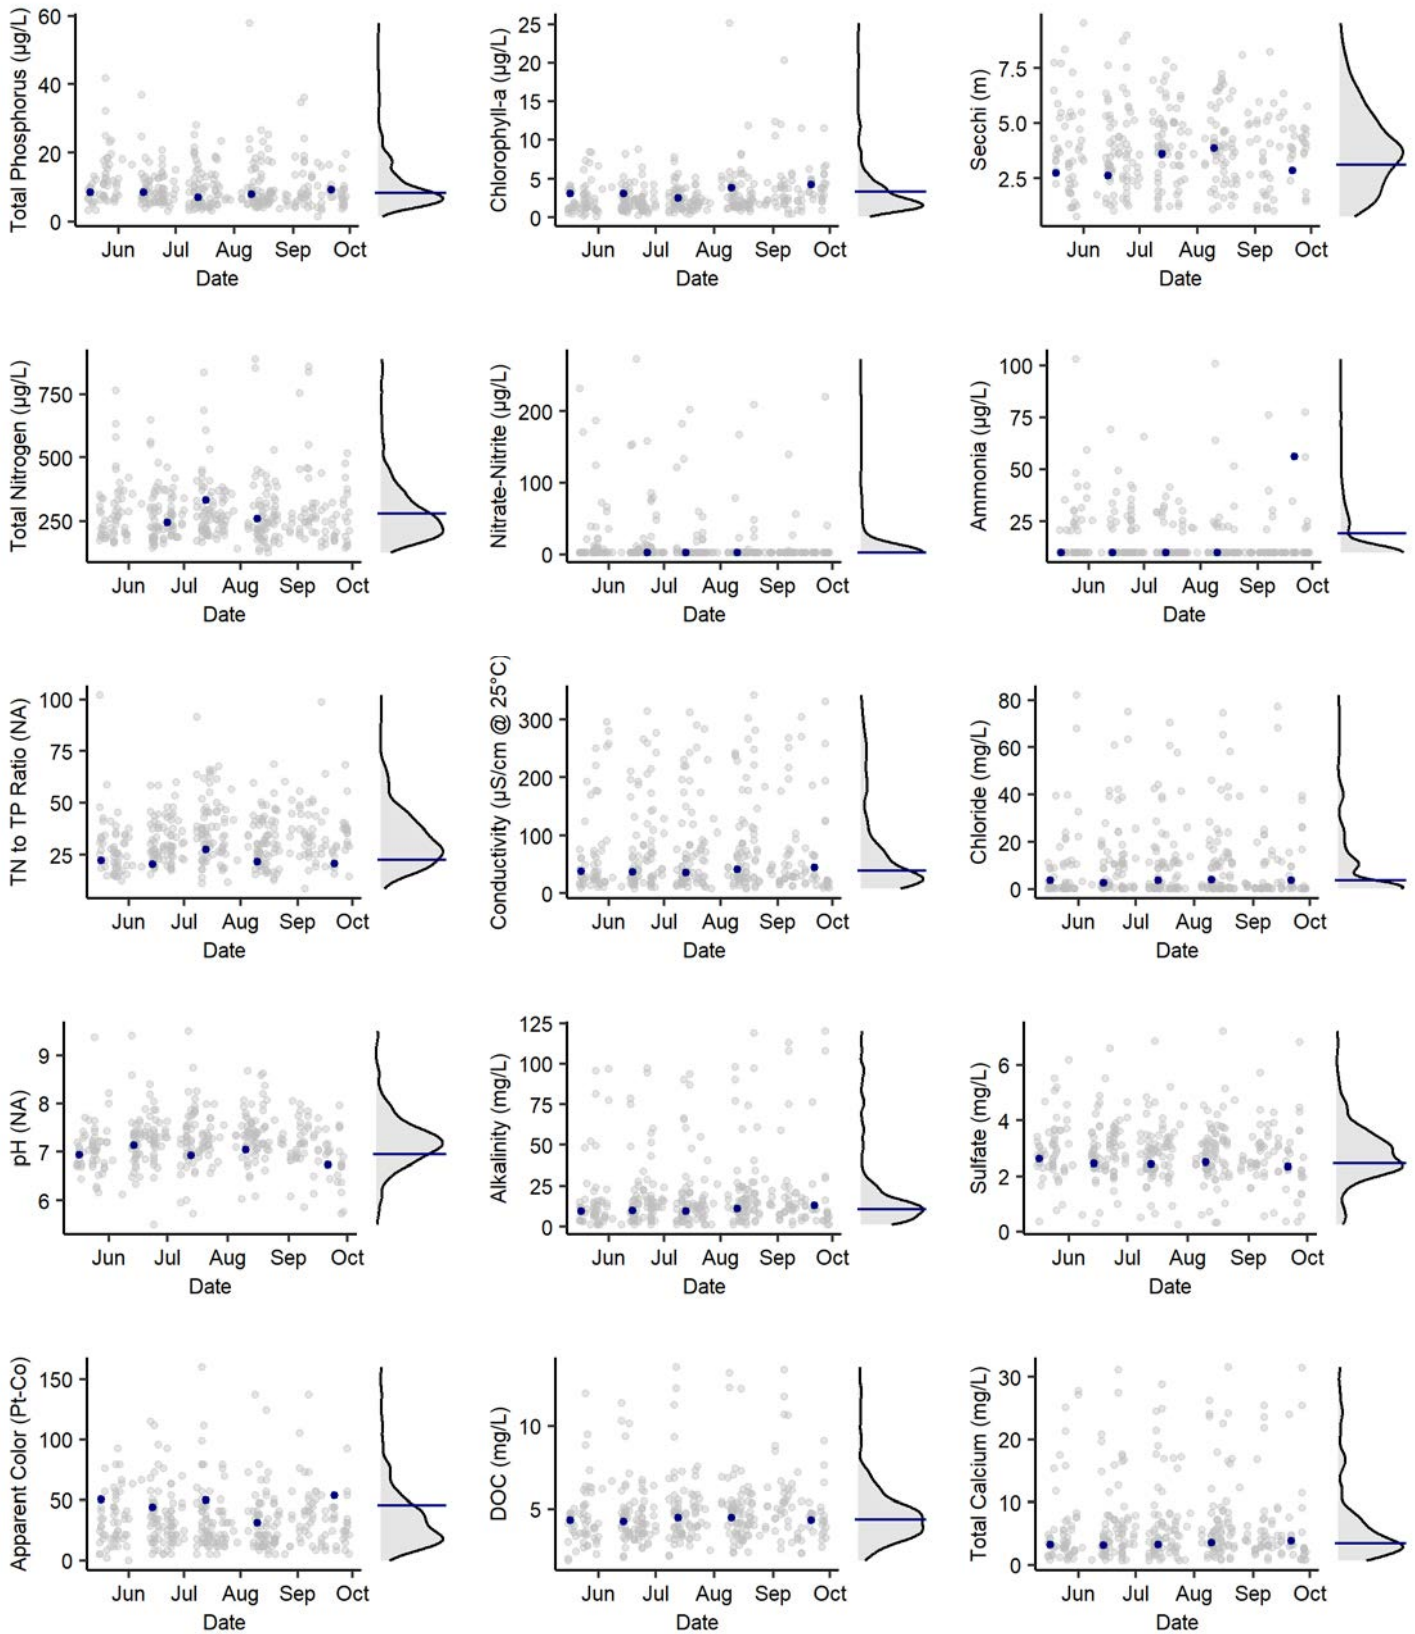 Total Phosphorus (µg/L)
60
40
20
0
Jun Jul Aug Sep Oct
Date
Chlorophyll-a (µg/L)
25
20
15
10
5
0
Jun Jul Aug Sep Oct
Date
Secchi (m)
7.5
5.0
2.5
Jun Jul Aug Sep Oct
Date
Total Nitrogen (µg/L)
750
500
250
Jun Jul Aug Sep Oct
Date
Nitrate-Nitrite (µg/L)
200
100
0
Jun Jul Aug Sep Oct
Date
Ammonia (µg/L)
100
75
50
25
Jun Jul Aug Sep Oct
Date
TN to TP Ratio (NA)
100
75
50
25
Jun Jul Aug Sep Oct
Date
Conductivity (µS/cm @ 25°C)
300
200
100
0
Jun Jul Aug Sep Oct
Date
Chloride (mg/L)
80
60
40
20
0
Jun Jul Aug Sep Oct
Date
pH (NA)
9
8
7
6
Jun Jul Aug Sep Oct
Date
Alkalinity (mg/L)
125
100
75
50
25
0
Jun Jul Aug Sep Oct
Date
Sulfate (mg/L)
6
4
2
0
Jun Jul Aug Sep Oct
Date
Apparent Color (Pt-Co)
150
100
50
0
Jun Jul Aug Sep Oct
Date
DOC (mg/L)
10
5
Jun Jul Aug Sep Oct
Date
Total Calcium (mg/L)
30
20
10
0
Jun Jul Aug Sep Oct
Date